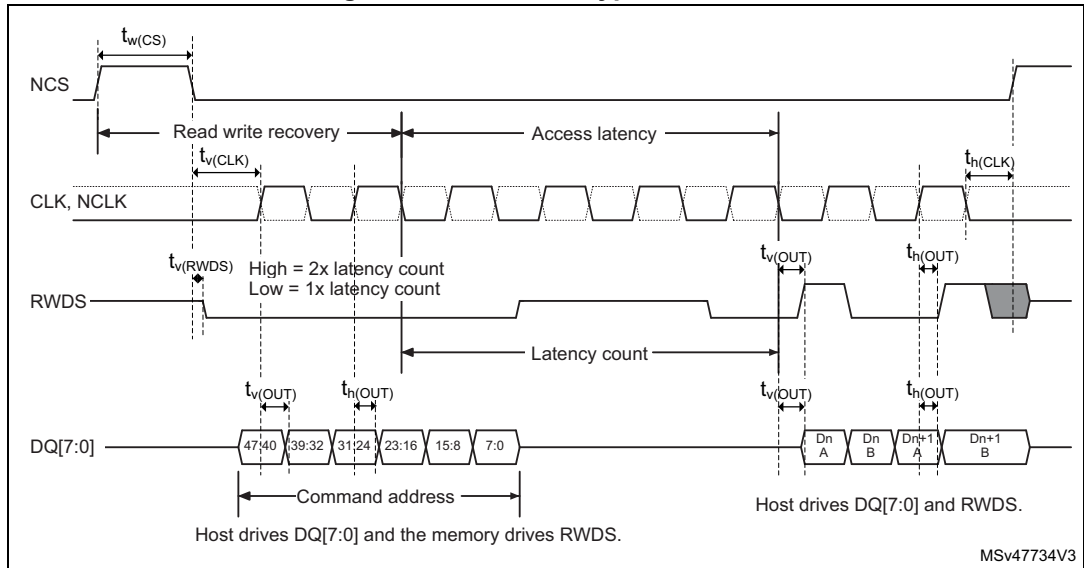 tw(CS)
NCS
Read write recovery
Access latency
tv(CLK)
th(CLK)
CLK, NCLK
tv(RWDS)
High = 2x latency count
Low = 1x latency count
tv(OUT)
th(OUT)
RWDS
Latency count
tv(OUT)
th(OUT)
tv(OUT)
th(OUT)
DQ[7:0]
47:40
39:32
31:24
23:16
15:8
7:0
Dn
A
Dn
B
Dn+1
A
Dn+1
B
Command address
Host drives DQ[7:0] and RWDS.
Host drives DQ[7:0] and the memory drives RWDS.
MSv47734V3